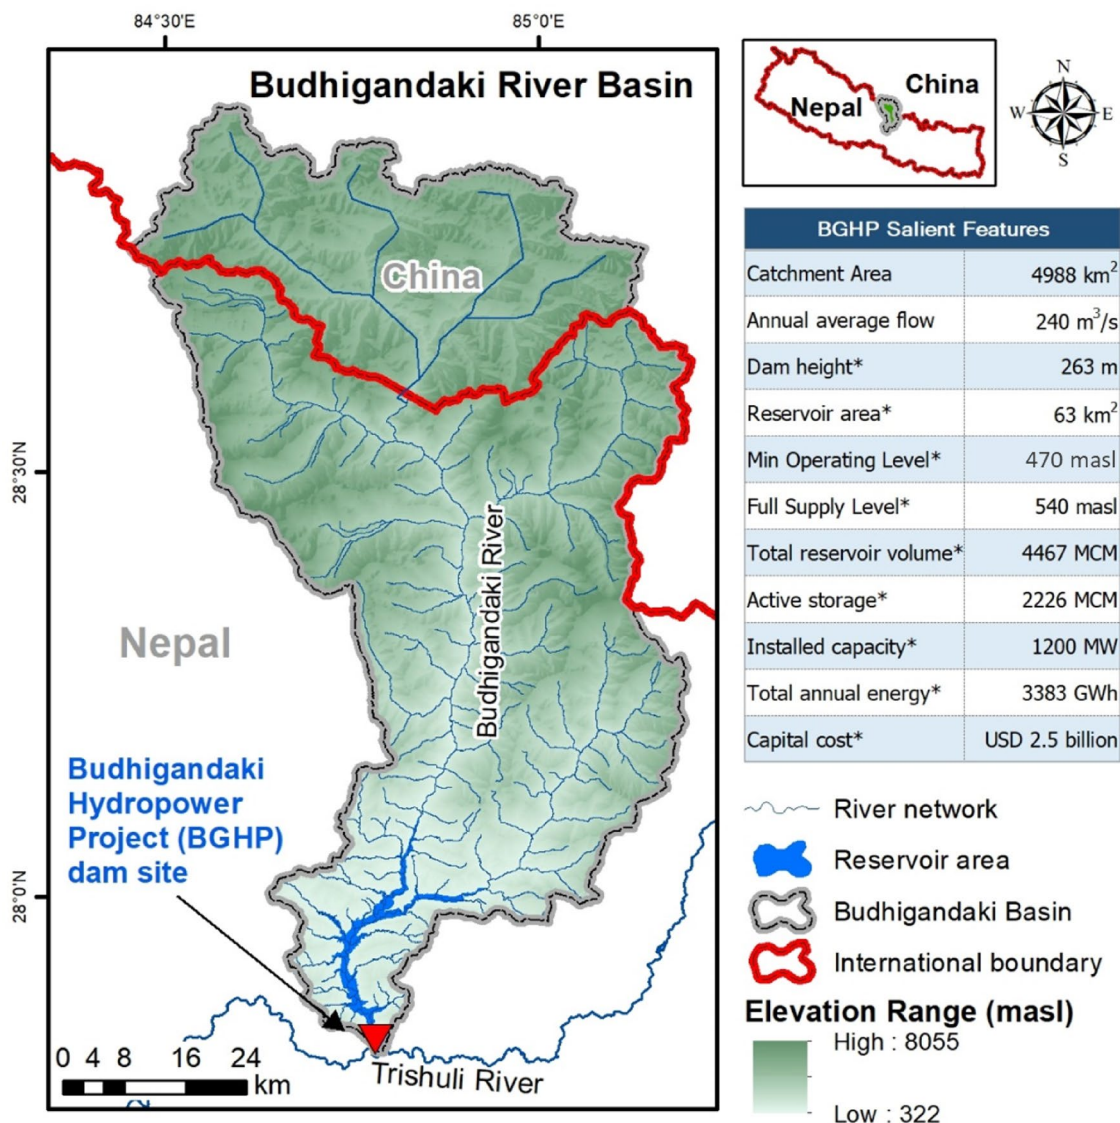 84°30'E
85°0'E
Budhigandaki River Basin
China
28°30'N
Budhigandaki River
Nepal
Budhigandaki
Hydropower
Project (BGHP)
dam site
28°0'N
0 4 8 16 24
km
Trishuli River
Nepal
China
N
W
E
S
BGHP Salient Features
Catchment Area 4988 km²
Annual average flow 240 m³/s
Dam height* 263 m
Reservoir area* 63 km²
Min Operating Level* 470 masl
Full Supply Level* 540 masl
Total reservoir volume* 4467 MCM
Active storage* 2226 MCM
Installed capacity* 1200 MW
Total annual energy* 3383 GWh
Capital cost* USD 2.5 billion
River network
Reservoir area
Budhigandaki Basin
International boundary
Elevation Range (masl)
High : 8055
Low : 322